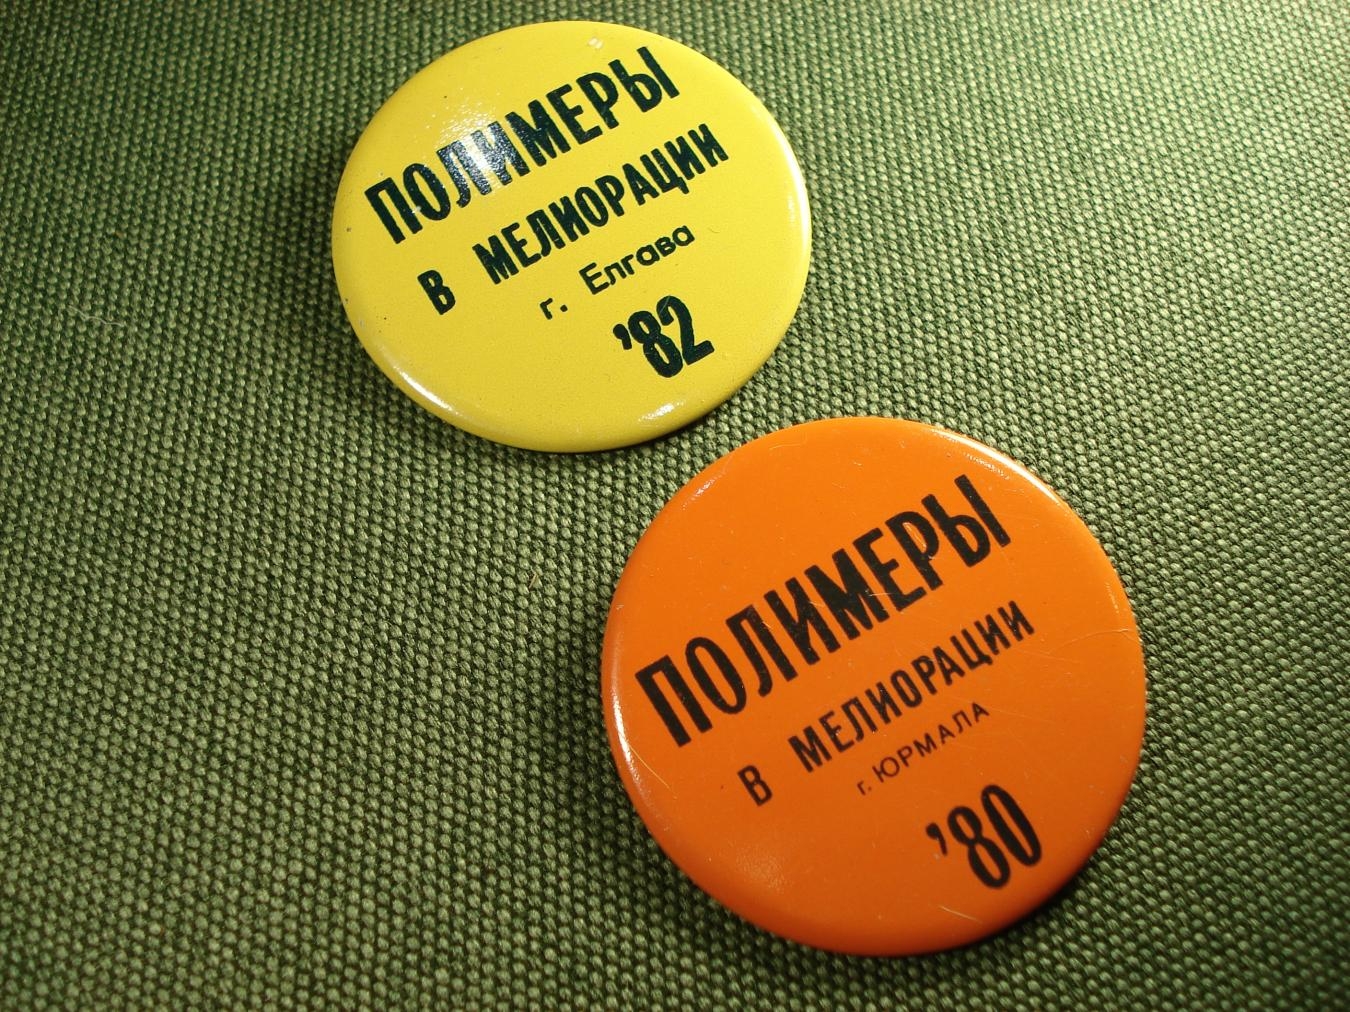 ПОЛИМЕРЫ
В МЕЛИОРАЦИИ
г. Елгава
'82
ПОЛИМЕРЫ
В МЕЛИОРАЦИИ
г. ЮРМАЛА
'80